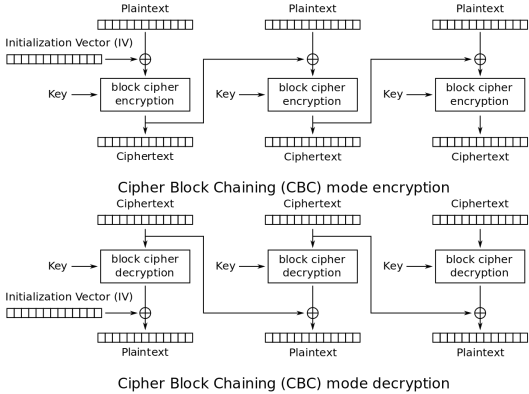 Plaintext Plaintext Plaintext
Initialization Vector (IV)
Key block cipher encryption Key block cipher encryption Key block cipher encryption
Ciphertext Ciphertext Ciphertext
Cipher Block Chaining (CBC) mode encryption
Ciphertext Ciphertext Ciphertext
Key block cipher decryption Key block cipher decryption Key block cipher decryption
Initialization Vector (IV)
Plaintext Plaintext Plaintext
Cipher Block Chaining (CBC) mode decryption